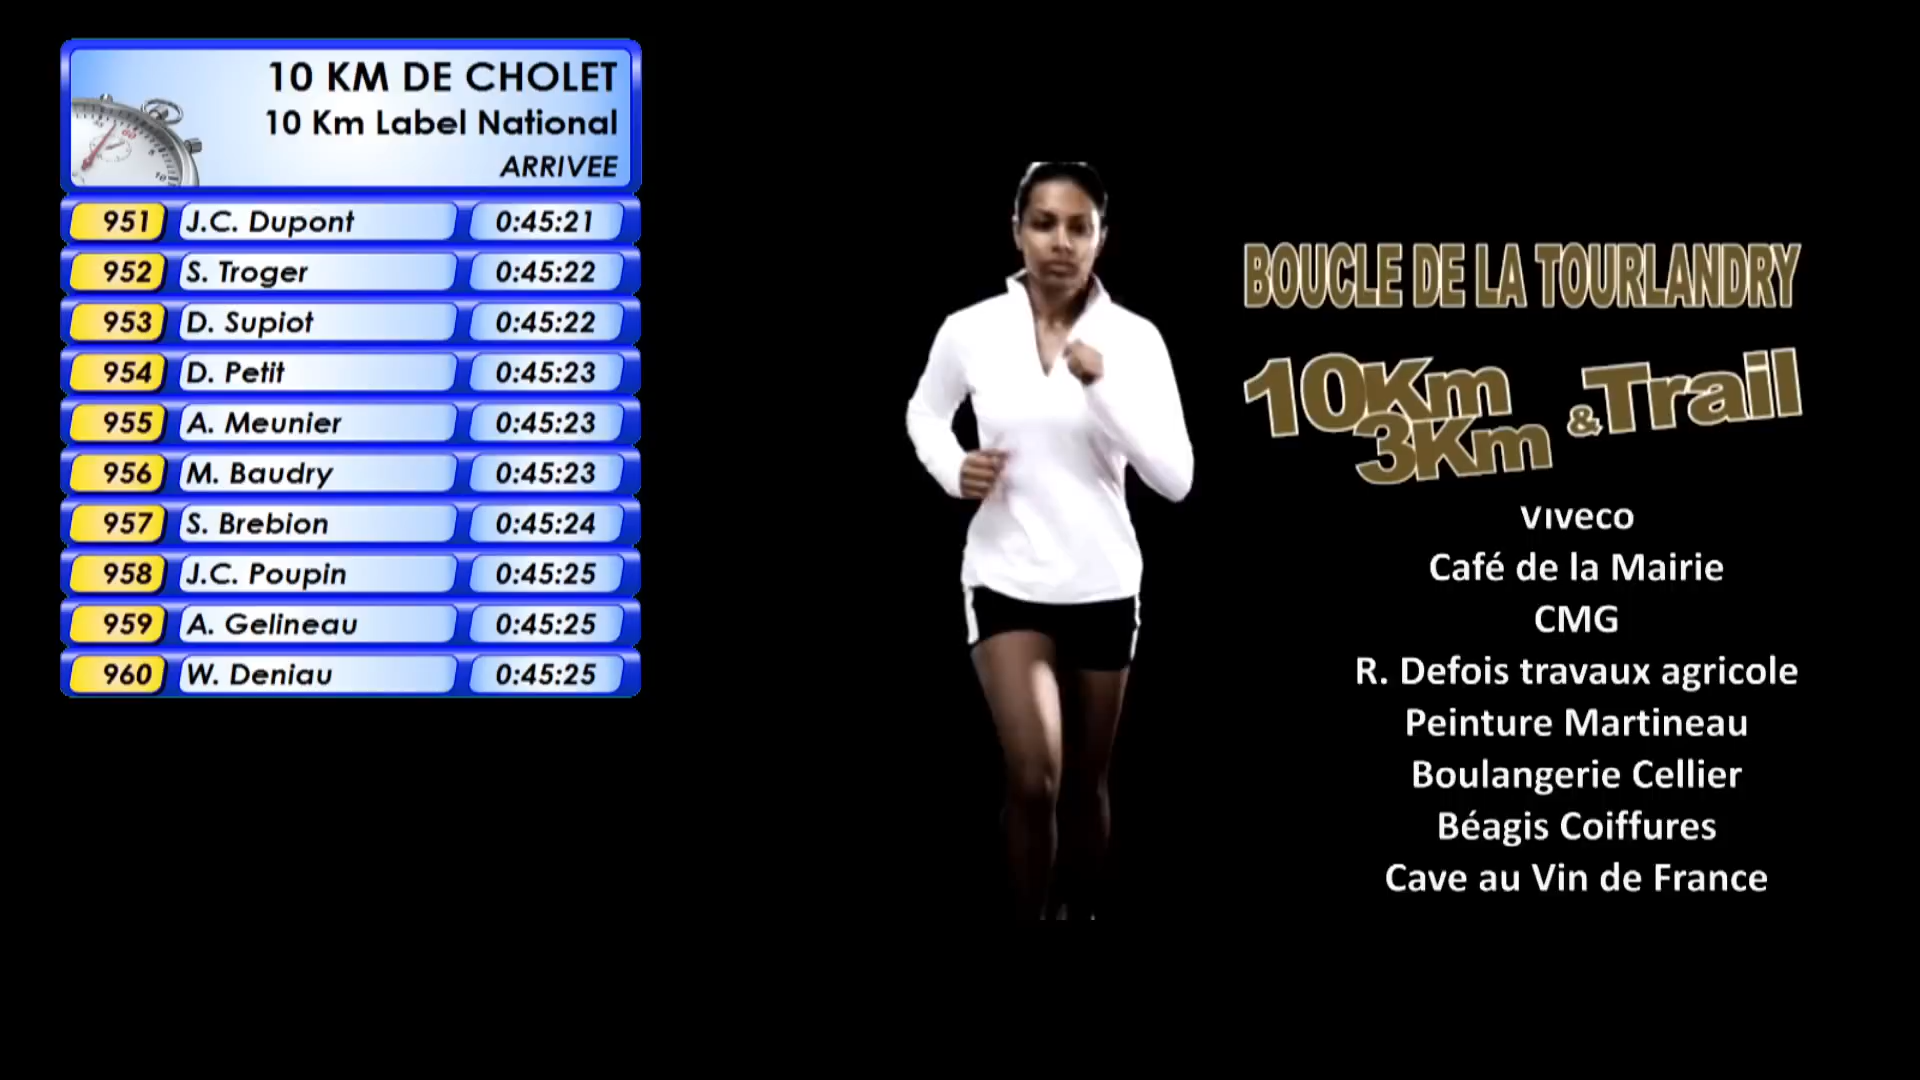 10 KM DE CHOLET
10 Km Label National
ARRIVEE
951 J.C. Dupont 0:45:21
952 S. Troger 0:45:22
953 D. Supiot 0:45:22
954 D. Petit 0:45:23
955 A. Meunier 0:45:23
956 M. Baudry 0:45:23
957 S. Brebion 0:45:24
958 J.C. Poupin 0:45:25
959 A. Gelineau 0:45:25
960 W. Deniau 0:45:25
BOUCLE DE LA TOURLANDRY
10Km
3Km
&Trail
Viveco
Café de la Mairie
CMG
R. Defois travaux agricole
Peinture Martineau
Boulangerie Cellier
Béagis Coiffures
Cave au Vin de France